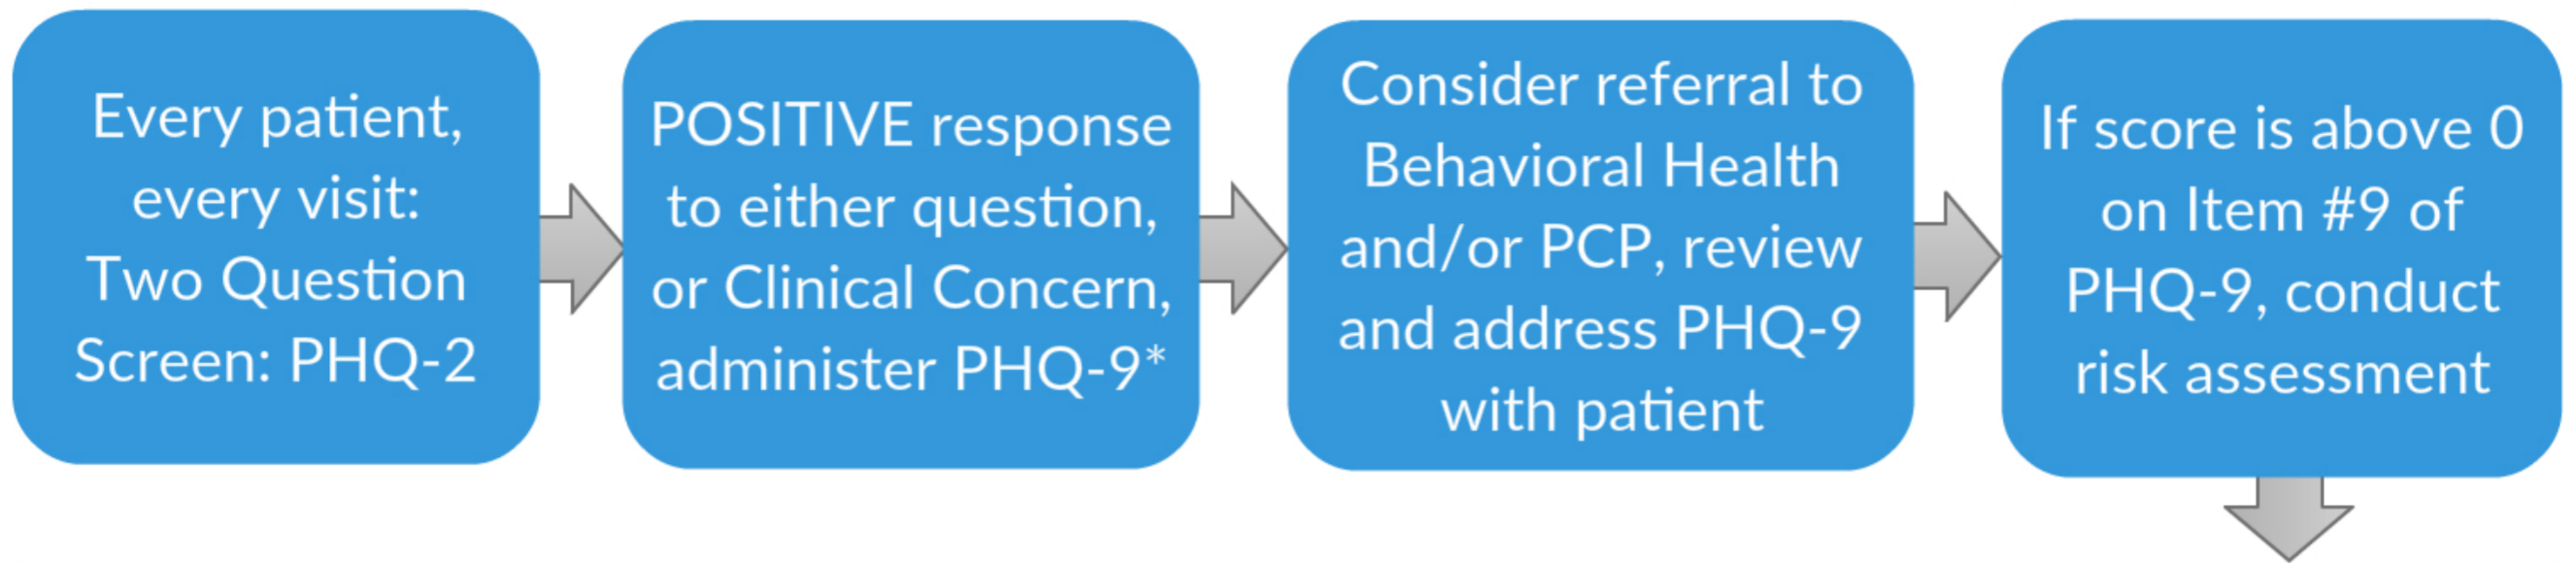 Every patient,
every visit:
Two Question
Screen: PHQ-2
POSITIVE response
to either question,
or Clinical Concern,
administer PHQ-9*
Consider referral to
Behavioral Health
and/or PCP, review
and address PHQ-9
with patient
If score is above 0
on Item #9 of
PHQ-9, conduct
risk assessment